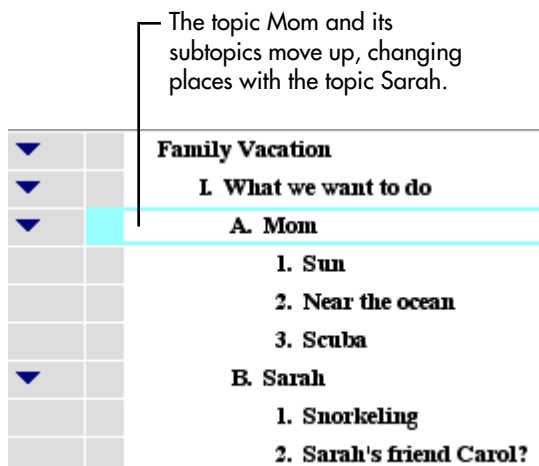 The topic Mom and its
subtopics move up, changing
places with the topic Sarah.
Family Vacation
I. What we want to do
A. Mom
1. Sun
2. Near the ocean
3. Scuba
B. Sarah
1. Snorkeling
2. Sarah's friend Carol?